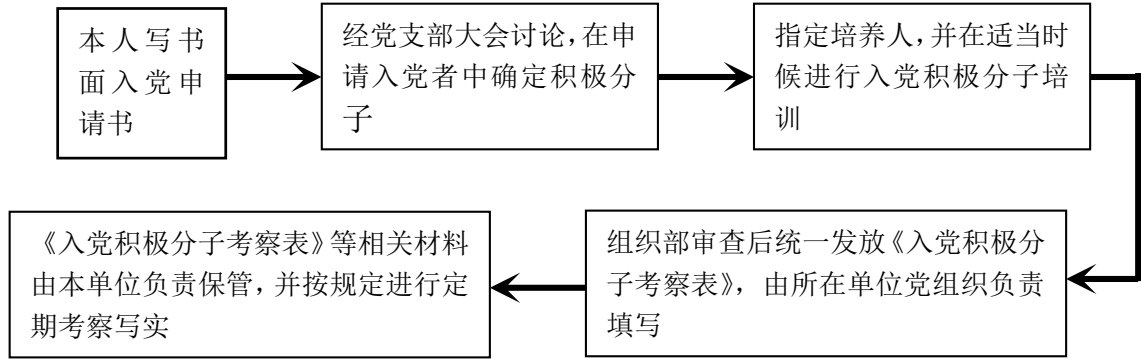 本人写书
面入党申
请书
经党支部大会讨论，在申
请入党者中确定积极分
子
指定培养人，并在适当时
候进行入党积极分子培
训
组织部审查后统一发放《入党积极分
子考察表》，由所在单位党组织负责
填写
《入党积极分子考察表》等相关材料
由本单位负责保管，并按规定进行定
期考察写实